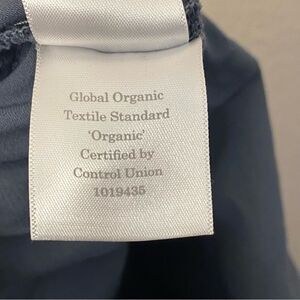 Global Organic
Textile Standard
'Organic'
Certified by
Control Union
1019435